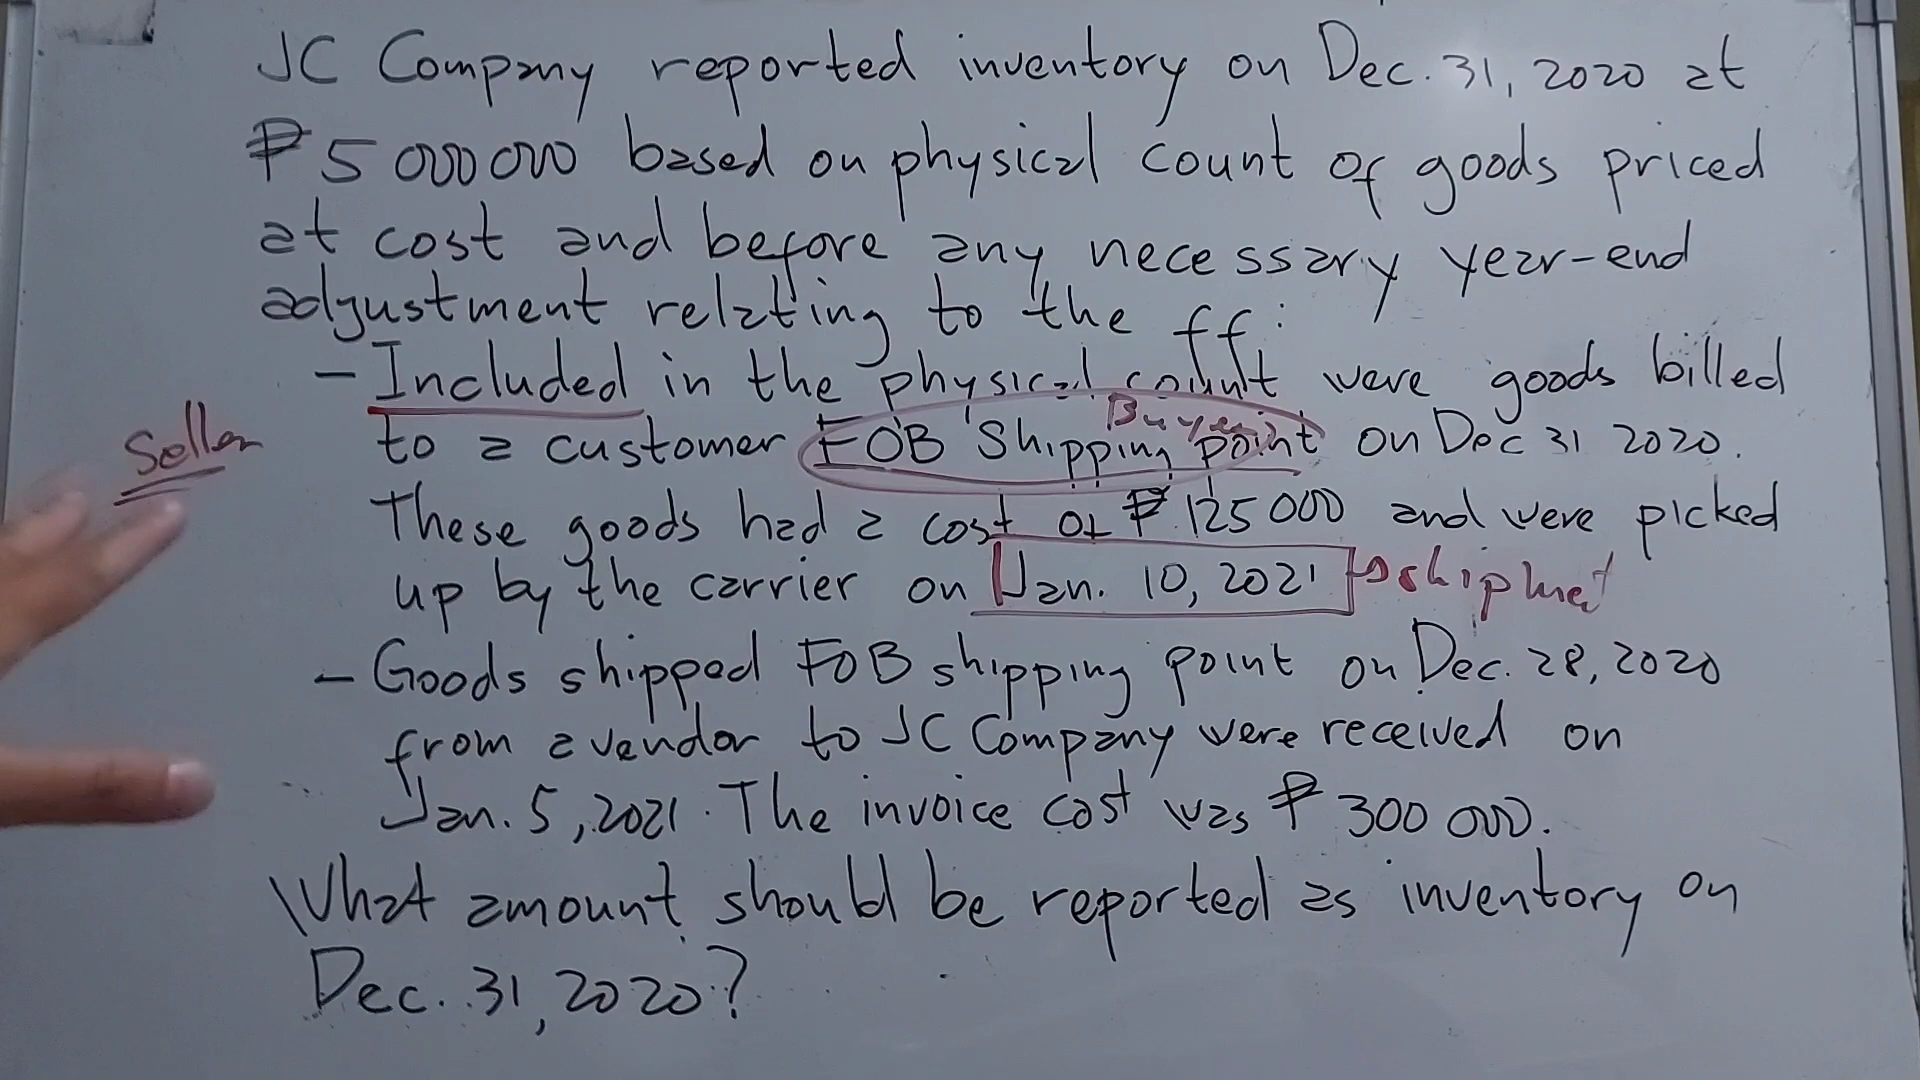 JC Company reported inventory on Dec. 31, 2020 at
₱ 5 000 000 based on physical count of goods priced
at cost and before any necessary year-end
adjustment relating to the ff:
- Included in the physical count were goods billed
Buyer
Seller
to a customer FOB Shipping point on Dec 31 2020.
These goods had a cost of ₱ 125 000 and were picked
up by the carrier on Jan. 10, 2021
- Goods shipped FOB shipping point on Dec. 28, 2020
from a vendor to JC Company were received on
Jan. 5, 2021. The invoice cost was ₱ 300 000.
What amount should be reported as inventory on
Dec. 31, 2020?